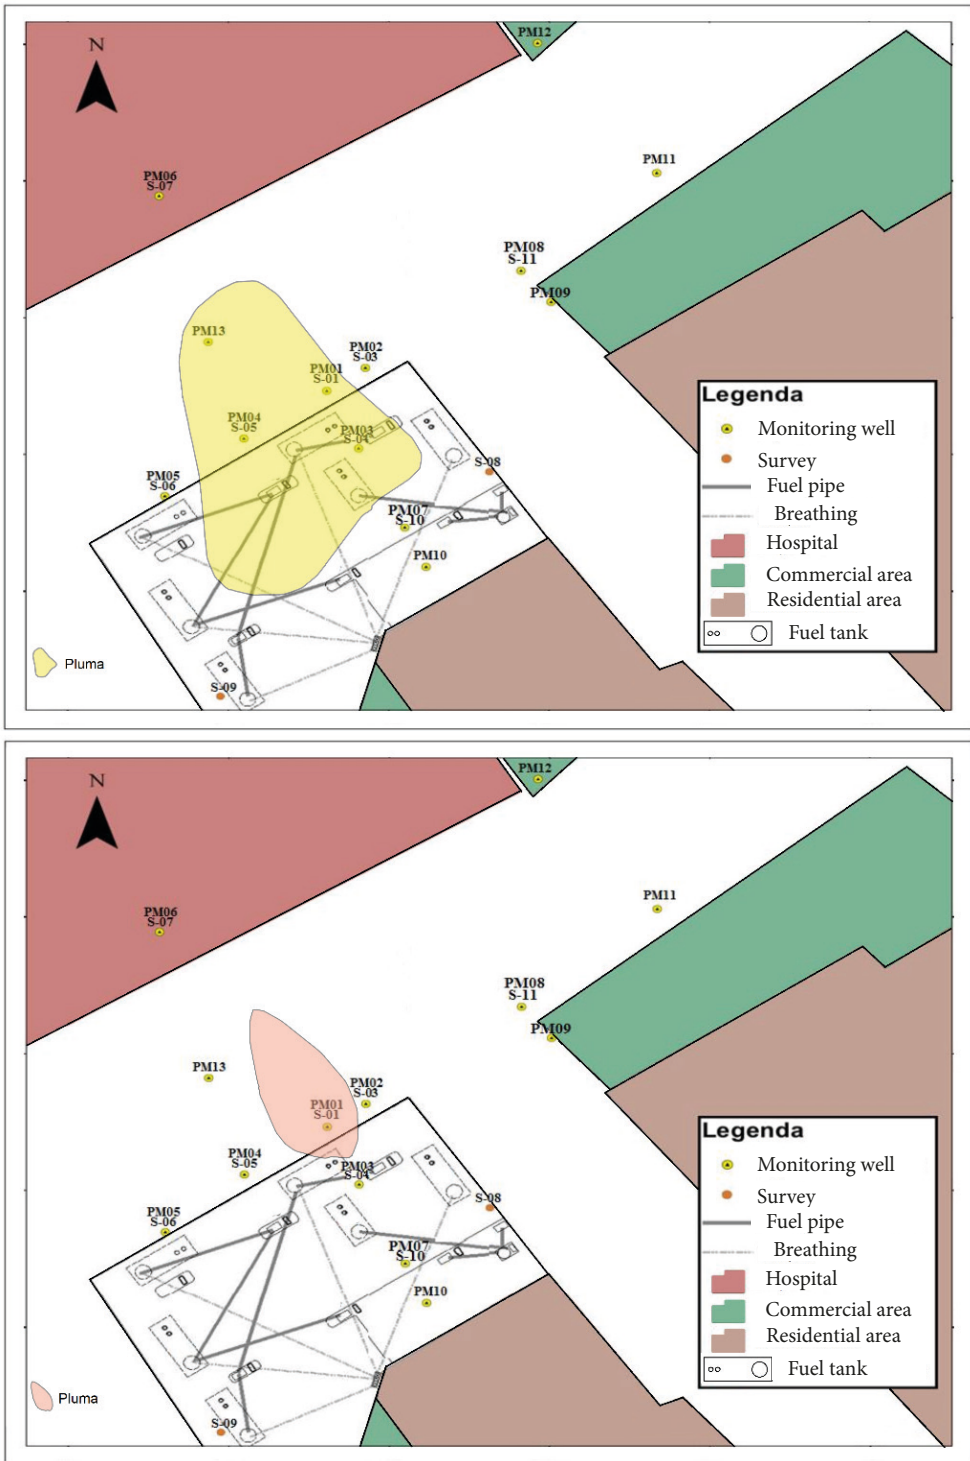 PM12
N
PM11
PM06
S-07
PM08
S-11
PM09
PM13
PM02
S-03
PM01
S-01
PM04
S-05
PM03
S-04
S-08
PM05
S-06
PM07
S-10
PM10
S-09
Pluma
Legenda
Monitoring well
Survey
Fuel pipe
Breathing
Hospital
Commercial area
Residential area
Fuel tank
PM12
N
PM11
PM06
S-07
PM08
S-11
PM09
PM13
PM02
S-03
PM01
S-01
PM04
S-05
PM03
S-04
S-08
PM05
S-06
PM07
S-10
PM10
S-09
Pluma
Legenda
Monitoring well
Survey
Fuel pipe
Breathing
Hospital
Commercial area
Residential area
Fuel tank